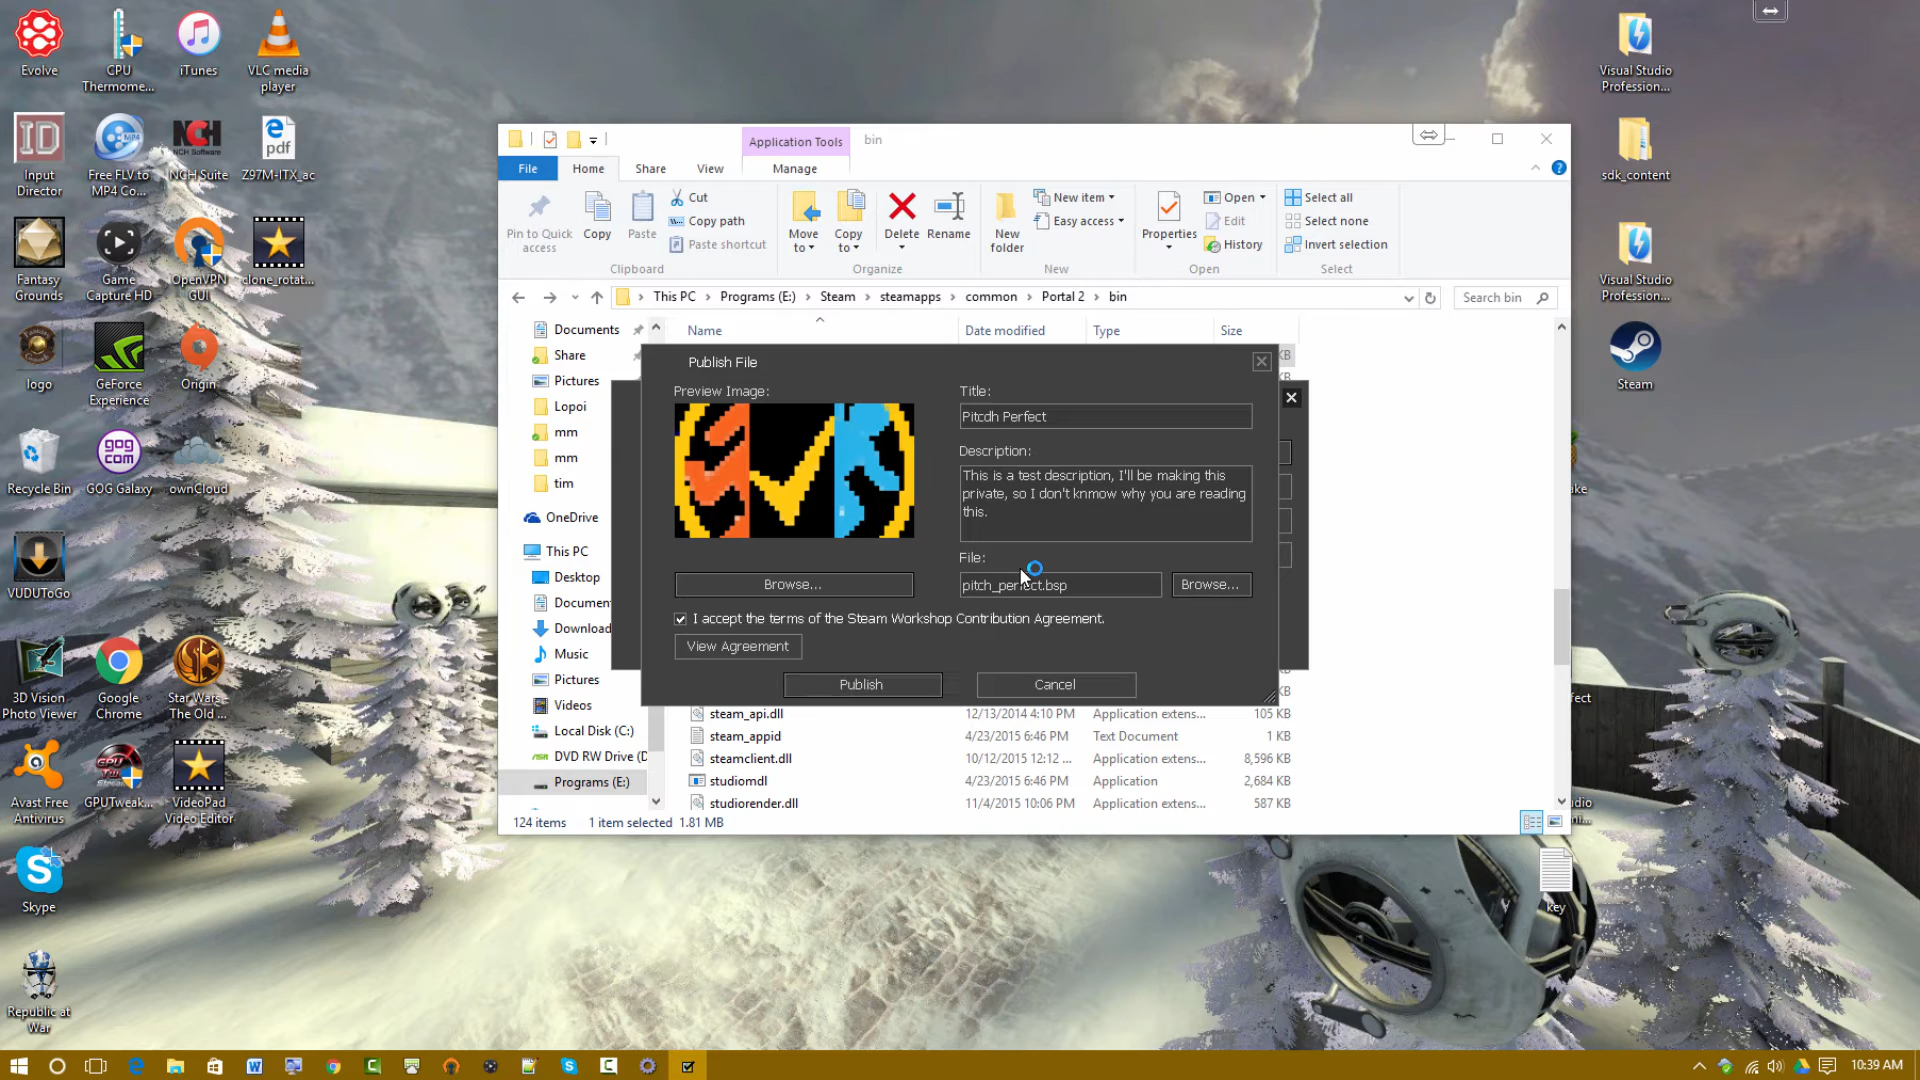 Evolve
CPU
Thermome...
iTunes
VLC media
player
Input
Director
Free FLV to
MP4 Co...
NCH Suite
Z97M-ITX_ac
Fantasy
Grounds
Game
Capture HD
OpenVPN
GUI
clone_rotat...
logo
GeForce
Experience
Origin
Recycle Bin
GOG Galaxy
ownCloud
VUDUToGo
3D Vision
Photo Viewer
Google
Chrome
Star Wars -
The Old ...
Avast Free
Antivirus
GPUTweak...
VideoPad
Video Editor
Skype
Republic at
War
Visual Studio
Profession...
sdk_content
Visual Studio
Profession...
Steam
key
Application Tools
bin
File
Home
Share
View
Manage
Pin to Quick
access
Copy
Paste
Cut
Copy path
Paste shortcut
Clipboard
Move
to
Copy
to
Delete
Rename
Organize
New
folder
New item
Easy access
New
Properties
Open
Edit
History
Open
Select all
Select none
Invert selection
Select
This PC
Programs (E:)
Steam
steamapps
common
Portal 2
bin
Search bin
Name
Date modified
Type
Size
Documents
Share
Pictures
Lopoi
mm
mm
tim
OneDrive
This PC
Desktop
Documen
Download
Music
Pictures
Videos
Local Disk (C:)
DVD RW Drive (D
Programs (E:)
Publish File
Preview Image:
Browse...
Title:
Pitcdh Perfect
Description:
This is a test description, I'll be making this
private, so I don't knmow why you are reading
this.
File:
pitch_perfect.bsp
Browse...
I accept the terms of the Steam Workshop Contribution Agreement.
View Agreement
Publish
Cancel
steam_api.dll 12/13/2014 4:10 PM Application extens... 105 KB
steam_appid 4/23/2015 6:46 PM Text Document 1 KB
steamclient.dll 10/12/2015 12:12 ... Application extens... 8,596 KB
studiomdl 4/23/2015 6:46 PM Application 2,684 KB
studiorender.dll 11/4/2015 10:06 PM Application extens... 587 KB
124 items 1 item selected 1.81 MB
10:39 AM